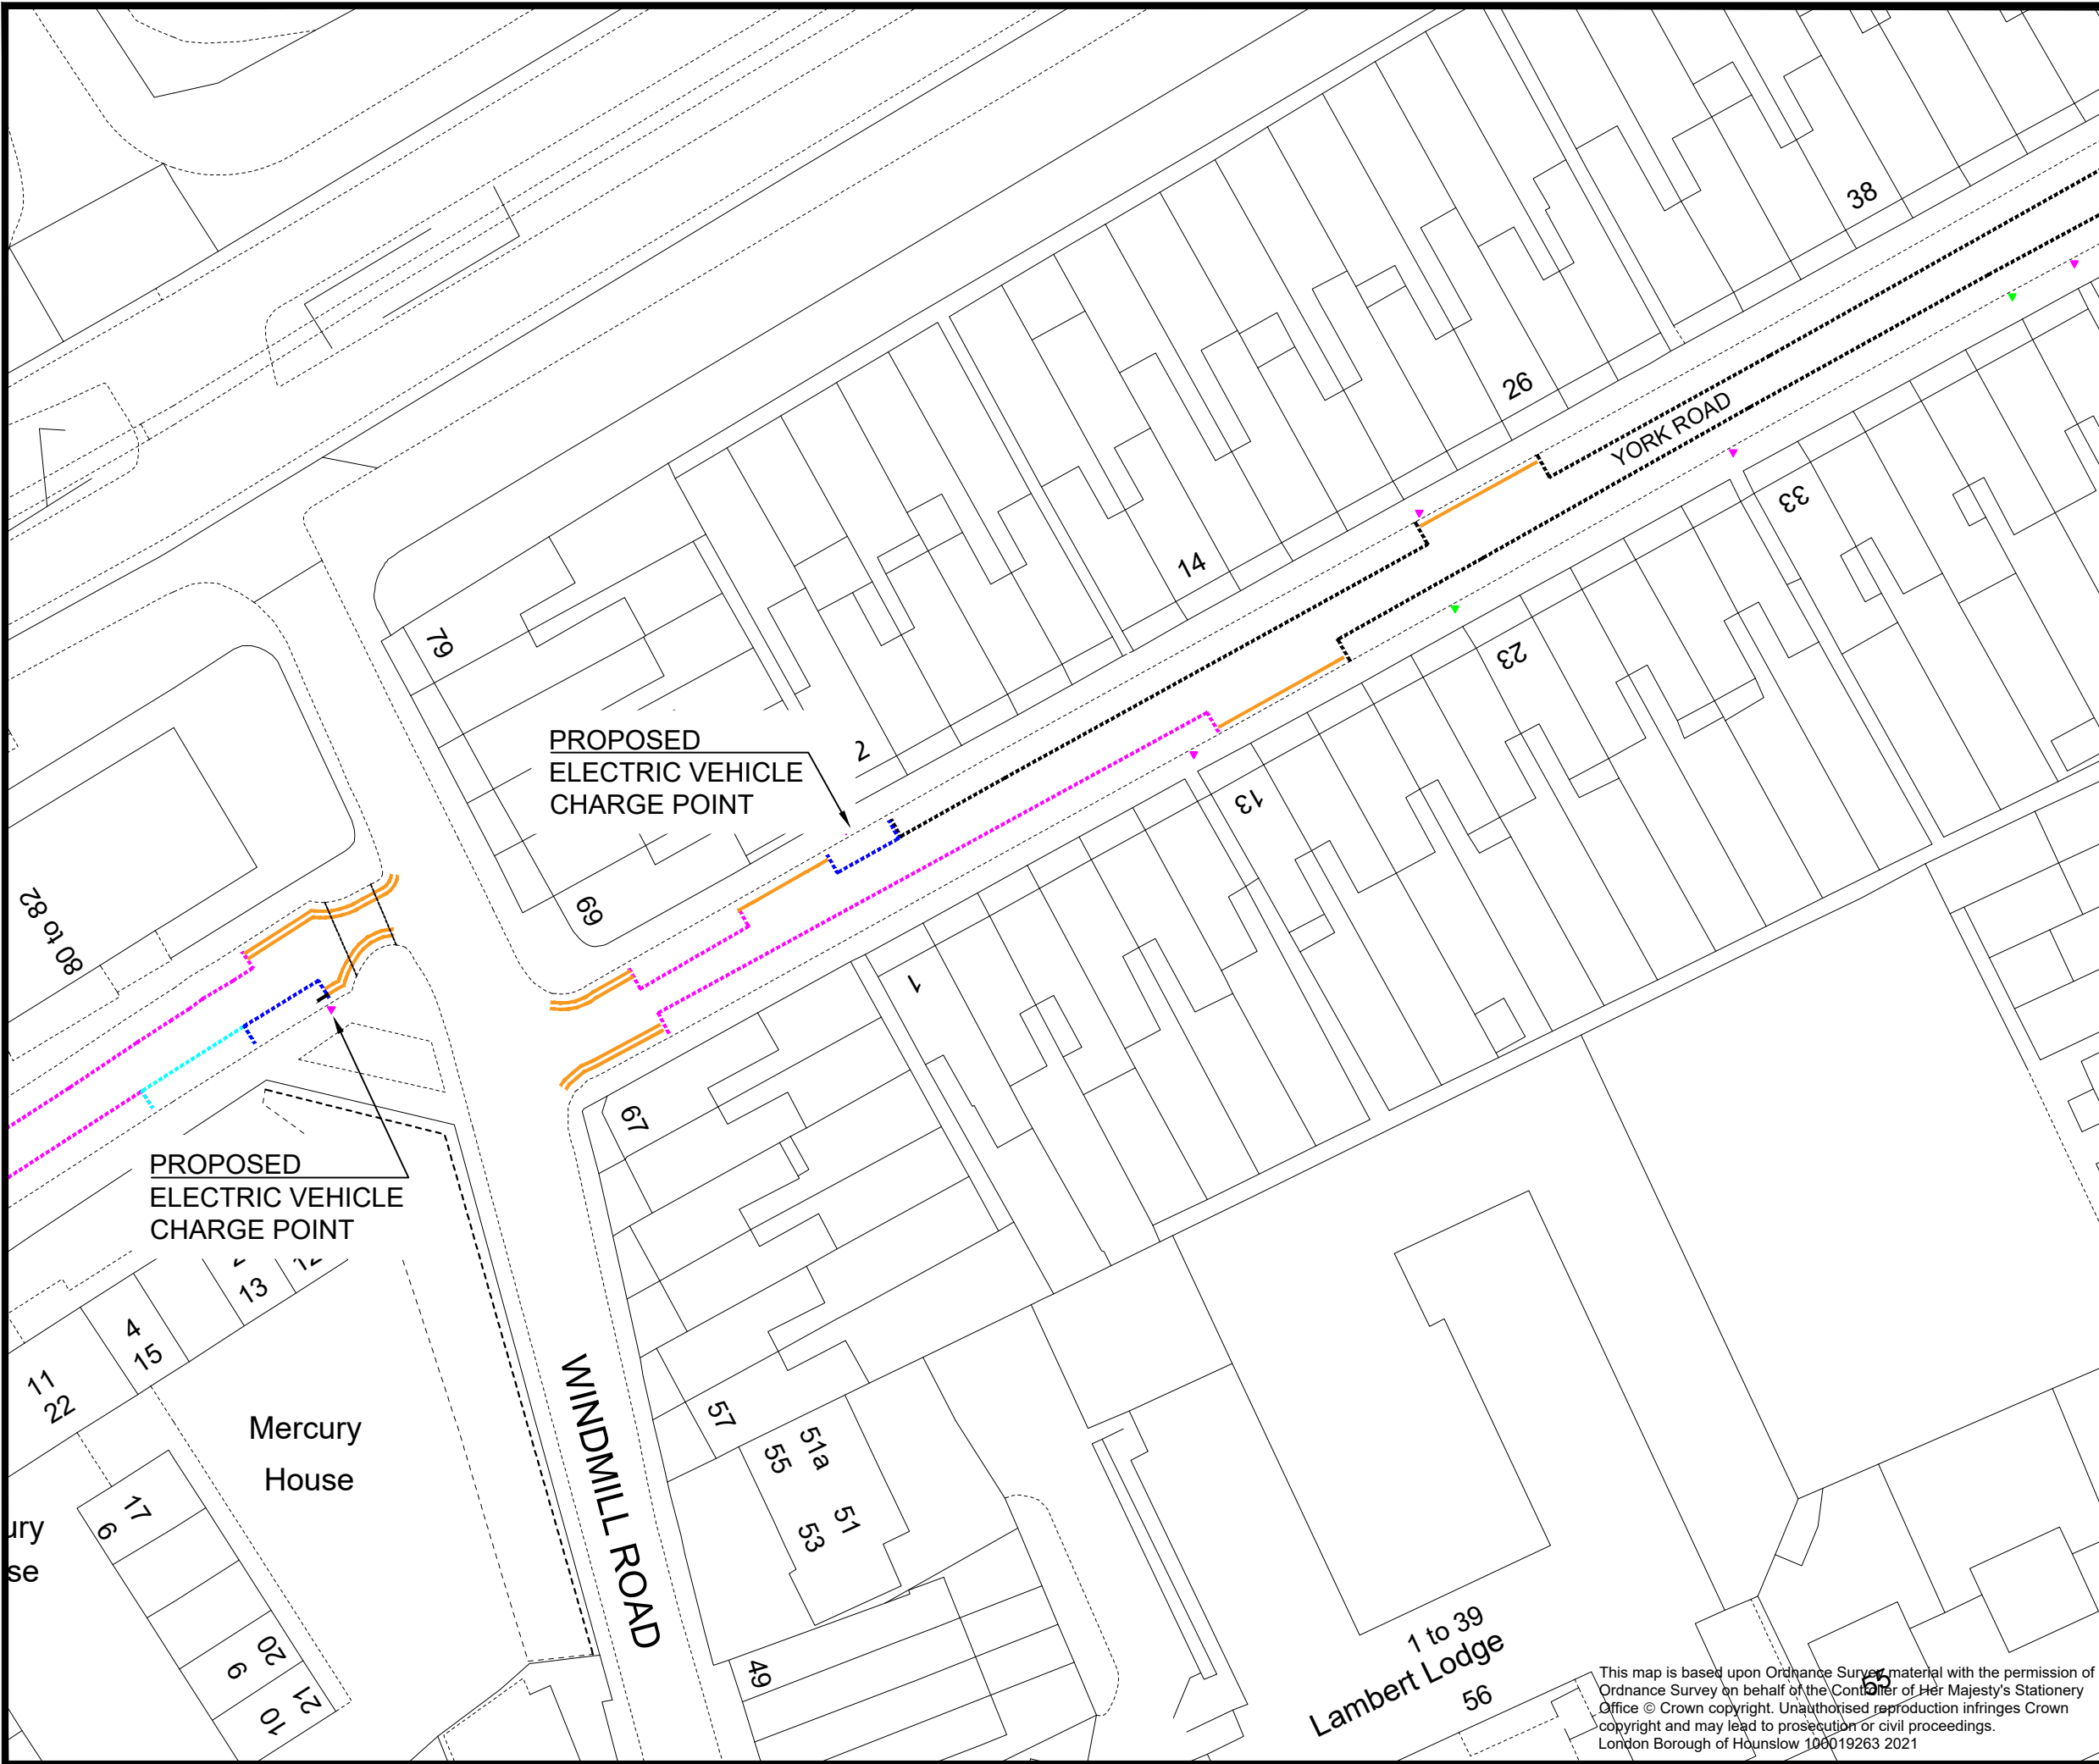 38
26
YORK ROAD
33
14
23
79
2
PROPOSED
ELECTRIC VEHICLE
CHARGE POINT
13
69
80 to 82
1
67
PROPOSED
ELECTRIC VEHICLE
CHARGE POINT
2
12
13
4
15
11
22
Mercury
House
WINDMILL ROAD
57
51a
55
51
53
17
6
ury
se
20
9
21
10
49
1 to 39
Lambert Lodge
56
55
This map is based upon Ordnance Survey material with the permission of
Ordnance Survey on behalf of the Controller of Her Majesty's Stationery
Office © Crown copyright. Unauthorised reproduction infringes Crown
copyright and may lead to prosecution or civil proceedings.
London Borough of Hounslow 100019263 2021